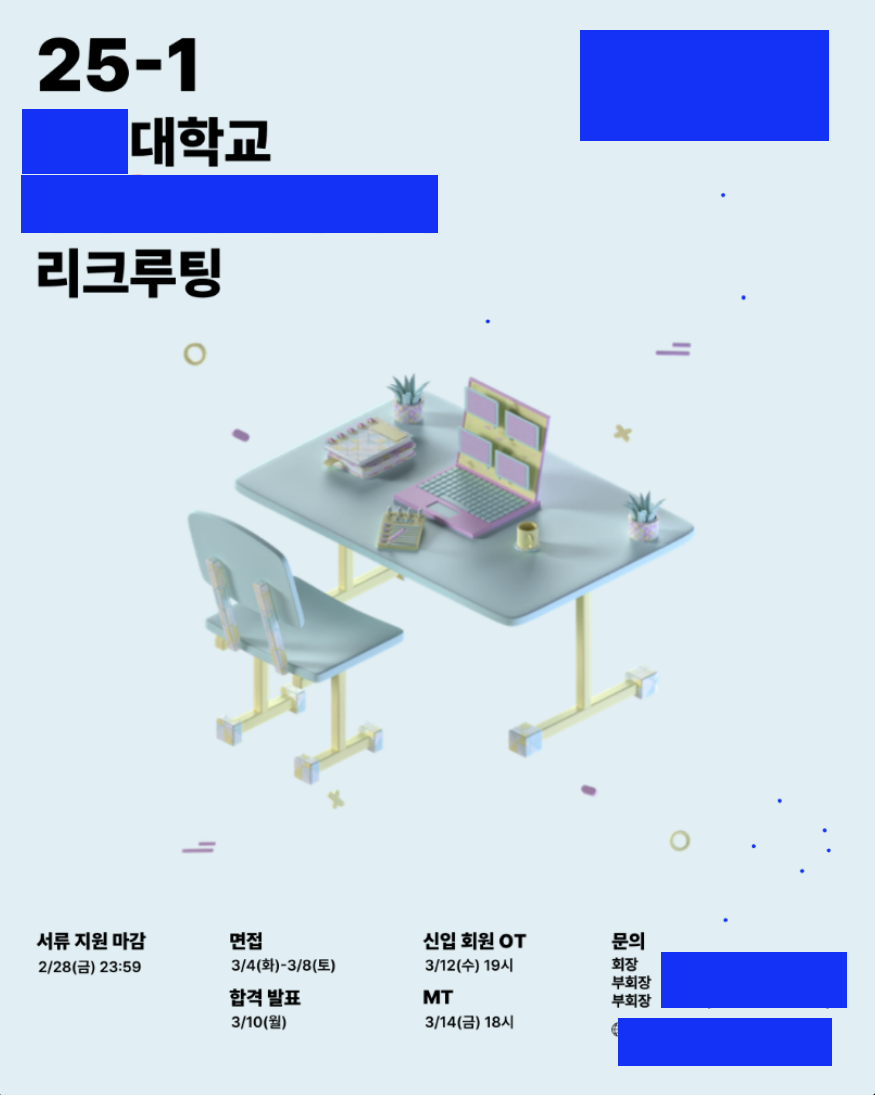 25-1
대학교
리크루팅
서류 지원 마감
2/28(금) 23:59
면접
3/4(화)-3/8(토)
합격 발표
3/10(월)
신입 회원 OT
3/12(수) 19시
MT
3/14(금) 18시
문의
회장
부회장
부회장